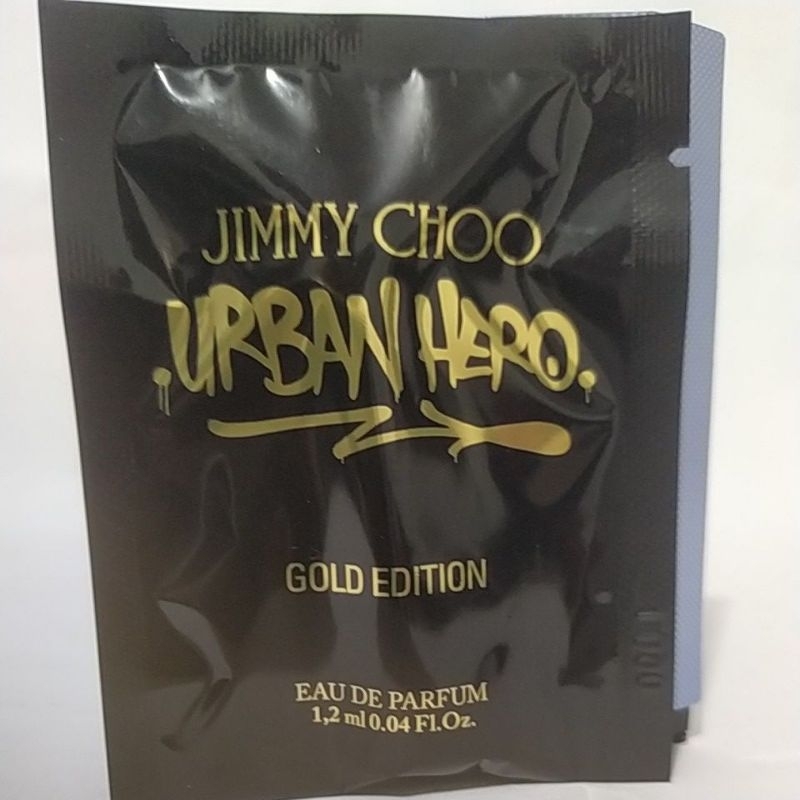 JIMMY CHOO
.URBAN HERO.
GOLD EDITION
EAU DE PARFUM
1,2 ml 0.04 Fl.Oz.